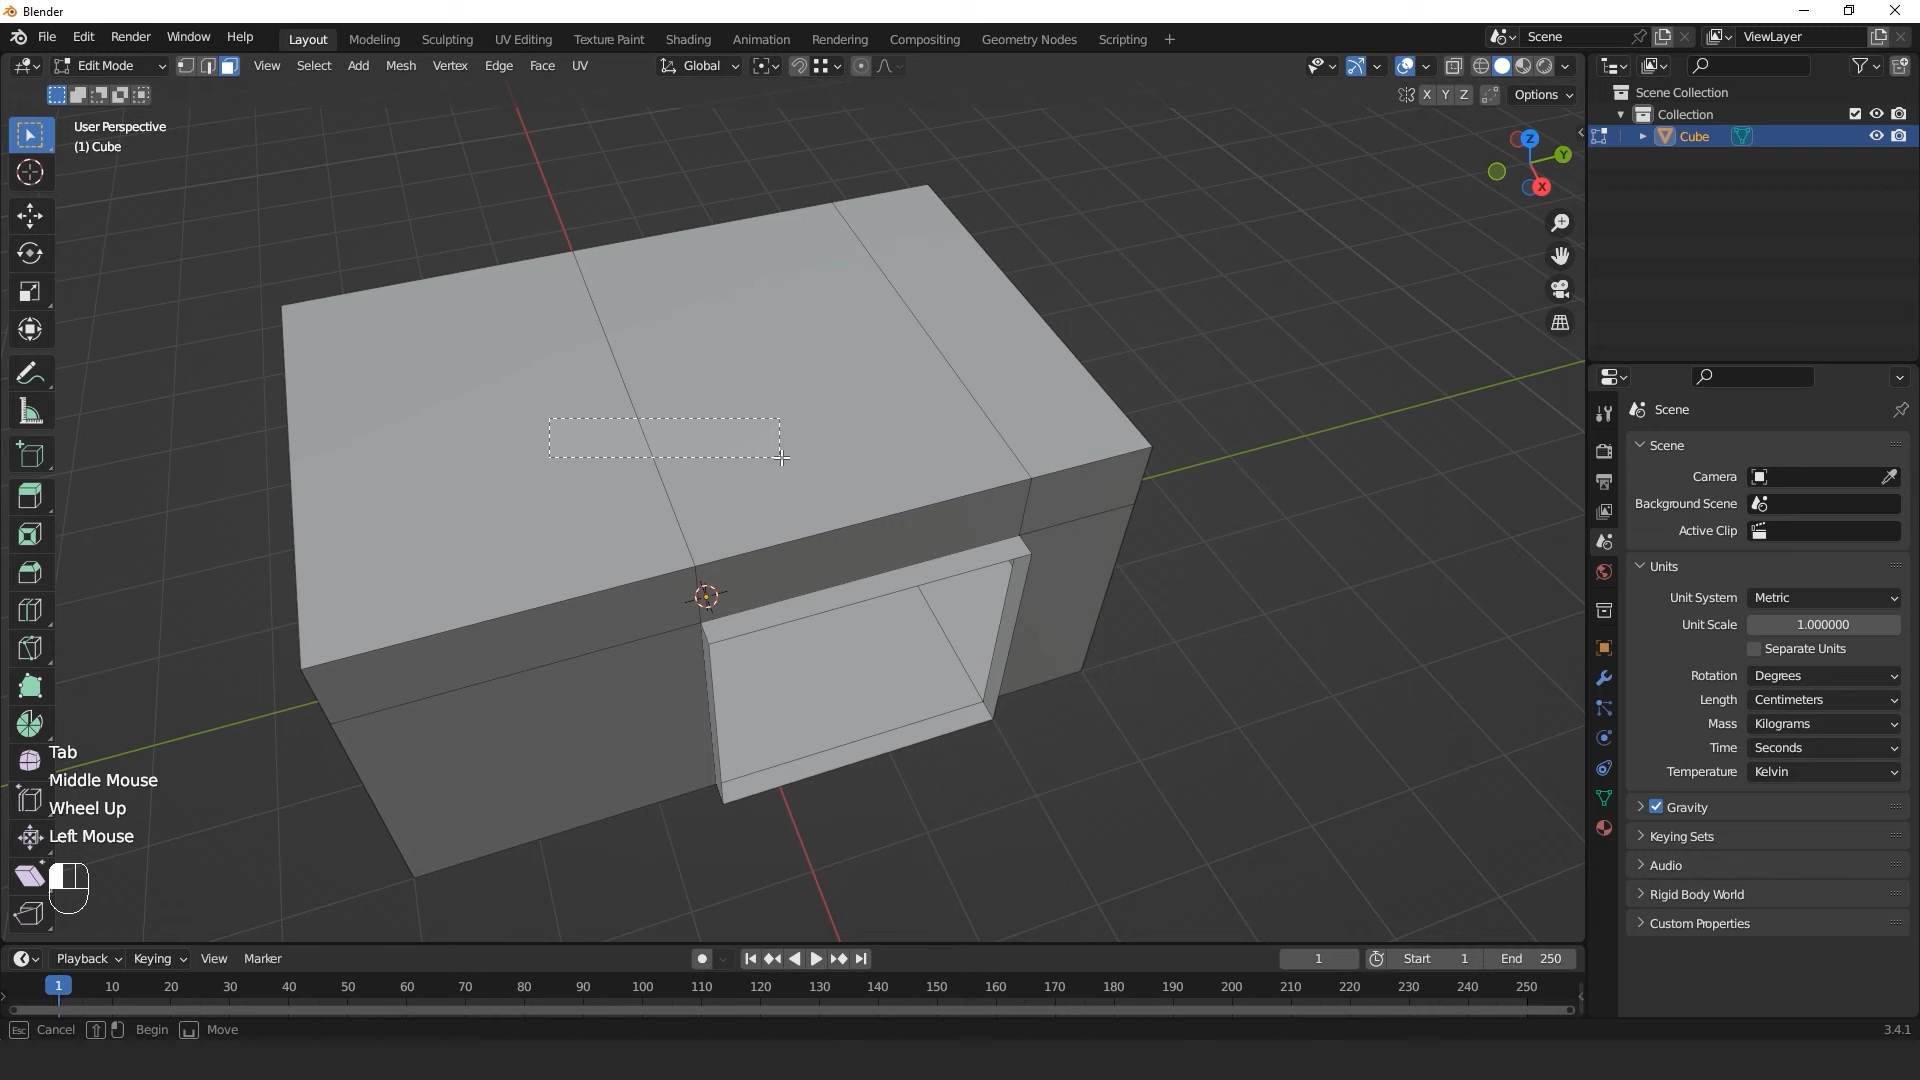 Blender
File Edit Render Window Help Layout Modeling Sculpting UV Editing Texture Paint Shading Animation Rendering Compositing Geometry Nodes Scripting + Scene ViewLayer
Edit Mode View Select Add Mesh Vertex Edge Face UV Global
X Y Z Options
User Perspective
(1) Cube
Scene Collection
Collection
Cube
Z
Y
X
Scene
Scene
Camera
Background Scene
Active Clip
Units
Unit System Metric
Unit Scale 1.000000
Separate Units
Rotation Degrees
Length Centimeters
Mass Kilograms
Time Seconds
Temperature Kelvin
Gravity
Keying Sets
Audio
Rigid Body World
Custom Properties
Tab
Middle Mouse
Wheel Up
Left Mouse
Playback Keying View Marker 1 Start 1 End 250
1 10 20 30 40 50 60 70 80 90 100 110 120 130 140 150 160 170 180 190 200 210 220 230 240 250
Esc Cancel Begin Move 3.4.1